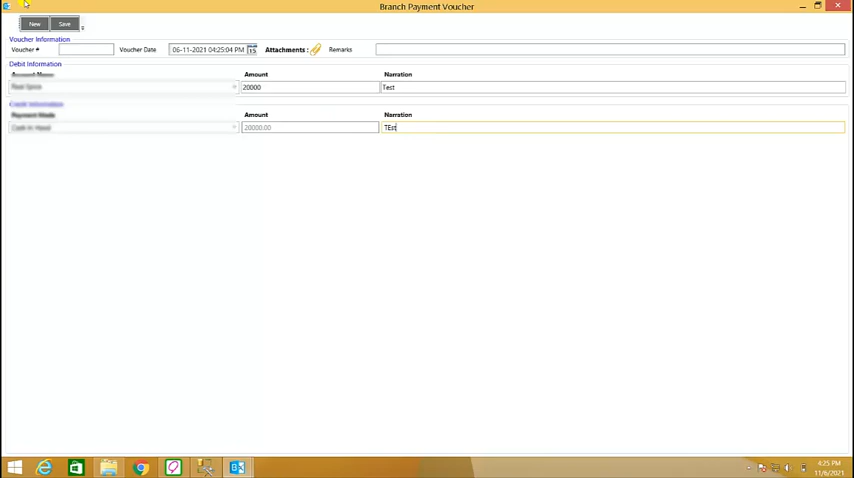 Branch Payment Voucher
New Save
Voucher Information
Voucher # Voucher Date 06-11-2021 04:25:04 PM 15 Attachments : Remarks
Debit Information
Account Name Amount Narration
20000 Test
Credit Information
Payment Mode Amount Narration
Cash In Hand 20000.00 TEst
4:25 PM
11/6/2021